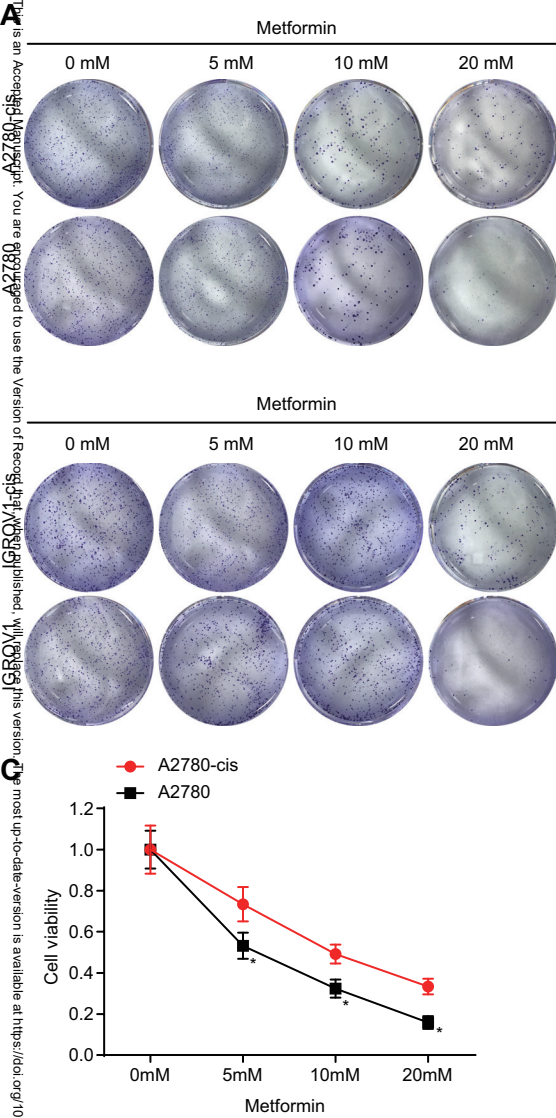 A
Metformin
0 mM 5 mM 10 mM 20 mM
A2780-cis
A2780
Metformin
0 mM 5 mM 10 mM 20 mM
IGROV1-cis
IGROV1
This is an Accepted Manuscript. You are encouraged to use the Version of Record that, when published, will replace this version. The most up-to-date-version is available at https://doi.org/10
C
A2780-cis
A2780
1.2
1.0
0.8
0.6
0.4
0.2
0.0
Cell viability
*
*
*
0mM 5mM 10mM 20mM
Metformin